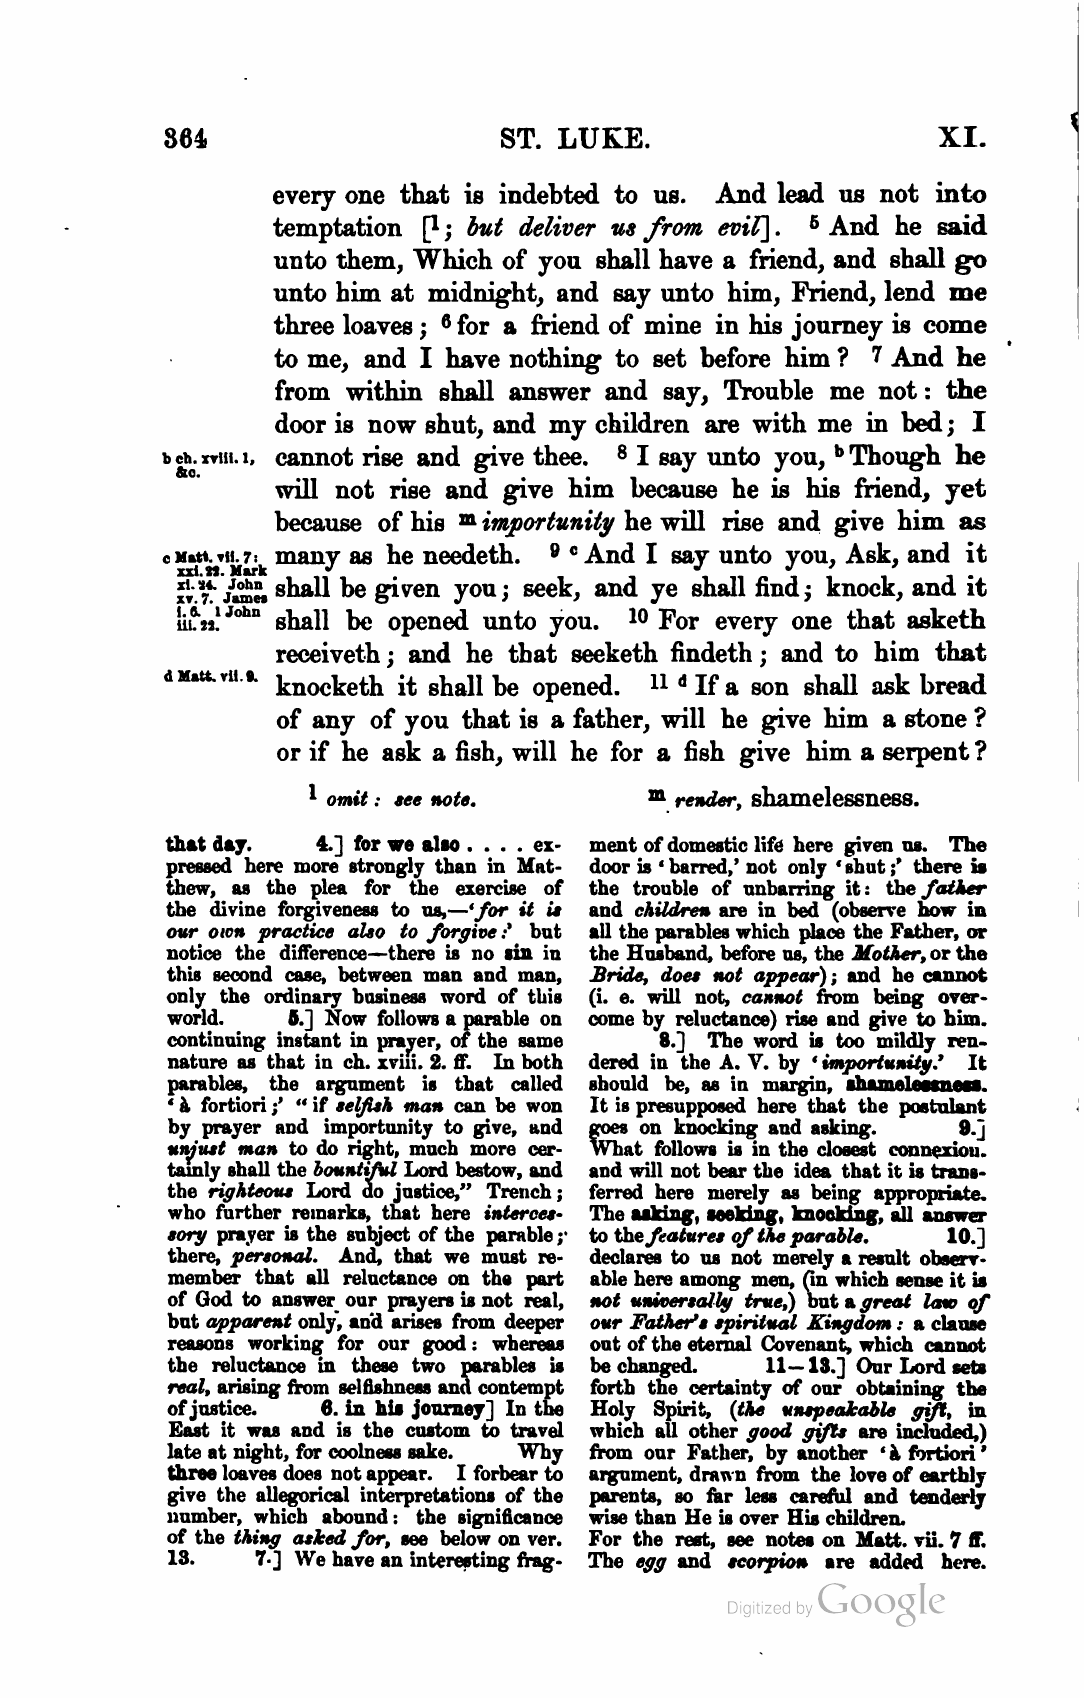 364 ST. LUKE. XI.
every one that is indebted to us. And lead us not into
temptation [l; but deliver us from evil]. 5 And he said
unto them, Which of you shall have a friend, and shall go
unto him at midnight, and say unto him, Friend, lend me
three loaves; 6 for a friend of mine in his journey is come
to me, and I have nothing to set before him? 7 And he
from within shall answer and say, Trouble me not: the
door is now shut, and my children are with me in bed; I
cannot rise and give thee. 8 I say unto you, b Though he
will not rise and give him because he is his friend, yet
because of his m importunity he will rise and give him as
many as he needeth. 9 c And I say unto you, Ask, and it
shall be given you; seek, and ye shall find; knock, and it
shall be opened unto you. 10 For every one that asketh
receiveth; and he that seeketh findeth; and to him that
knocketh it shall be opened. 11 d If a son shall ask bread
of any of you that is a father, will he give him a stone?
or if he ask a fish, will he for a fish give him a serpent?
b ch. xviii. 1,
&c.
c Matt. vii. 7:
xxi. 22. Mark
xi. 24. John
xv. 7. James
i. 6. 1 John
iii. 22.
d Matt. vii. 9.
l omit: see note.
m render, shamelessness.
that day. 4.] for we also . . . . ex-
pressed here more strongly than in Mat-
thew, as the plea for the exercise of
the divine forgiveness to us,—‘for it is
our own practice also to forgive:’ but
notice the difference—there is no sin in
this second case, between man and man,
only the ordinary business word of this
world. 5.] Now follows a parable on
continuing instant in prayer, of the same
nature as that in ch. xviii. 2. ff. In both
parables, the argument is that called
‘à fortiori;’ “if selfish man can be won
by prayer and importunity to give, and
unjust man to do right, much more cer-
tainly shall the bountiful Lord bestow, and
the righteous Lord do justice,” Trench;
who further remarks, that here interces-
sory prayer is the subject of the parable;
there, personal. And, that we must re-
member that all reluctance on the part
of God to answer our prayers is not real,
but apparent only, and arises from deeper
reasons working for our good: whereas
the reluctance in these two parables is
real, arising from selfishness and contempt
of justice. 6. in his journey] In the
East it was and is the custom to travel
late at night, for coolness sake. Why
three loaves does not appear. I forbear to
give the allegorical interpretations of the
number, which abound: the significance
of the thing asked for, see below on ver.
13. 7.] We have an interesting frag-
ment of domestic life here given us. The
door is ‘barred,’ not only ‘shut;’ there is
the trouble of unbarring it: the father
and children are in bed (observe how in
all the parables which place the Father, or
the Husband, before us, the Mother, or the
Bride, does not appear); and he cannot
(i. e. will not, cannot from being over-
come by reluctance) rise and give to him.
8.] The word is too mildly ren-
dered in the A. V. by ‘importunity.’ It
should be, as in margin, shamelessness.
It is presupposed here that the postulant
goes on knocking and asking. 9.]
What follows is in the closest connexion.
and will not bear the idea that it is trans-
ferred here merely as being appropriate.
The asking, seeking, knocking, all answer
to the features of the parable. 10.]
declares to us not merely a result observ-
able here among men, (in which sense it is
not universally true,) but a great law of
our Father's spiritual Kingdom: a clause
out of the eternal Covenant, which cannot
be changed. 11—13.] Our Lord sets
forth the certainty of our obtaining the
Holy Spirit, (the unspeakable gift, in
which all other good gifts are included,)
from our Father, by another ‘à fortiori’
argument, drawn from the love of earthly
parents, so far less careful and tenderly
wise than He is over His children.
For the rest, see notes on Matt. vii. 7 ff.
The egg and scorpion are added here.
Digitized by Google